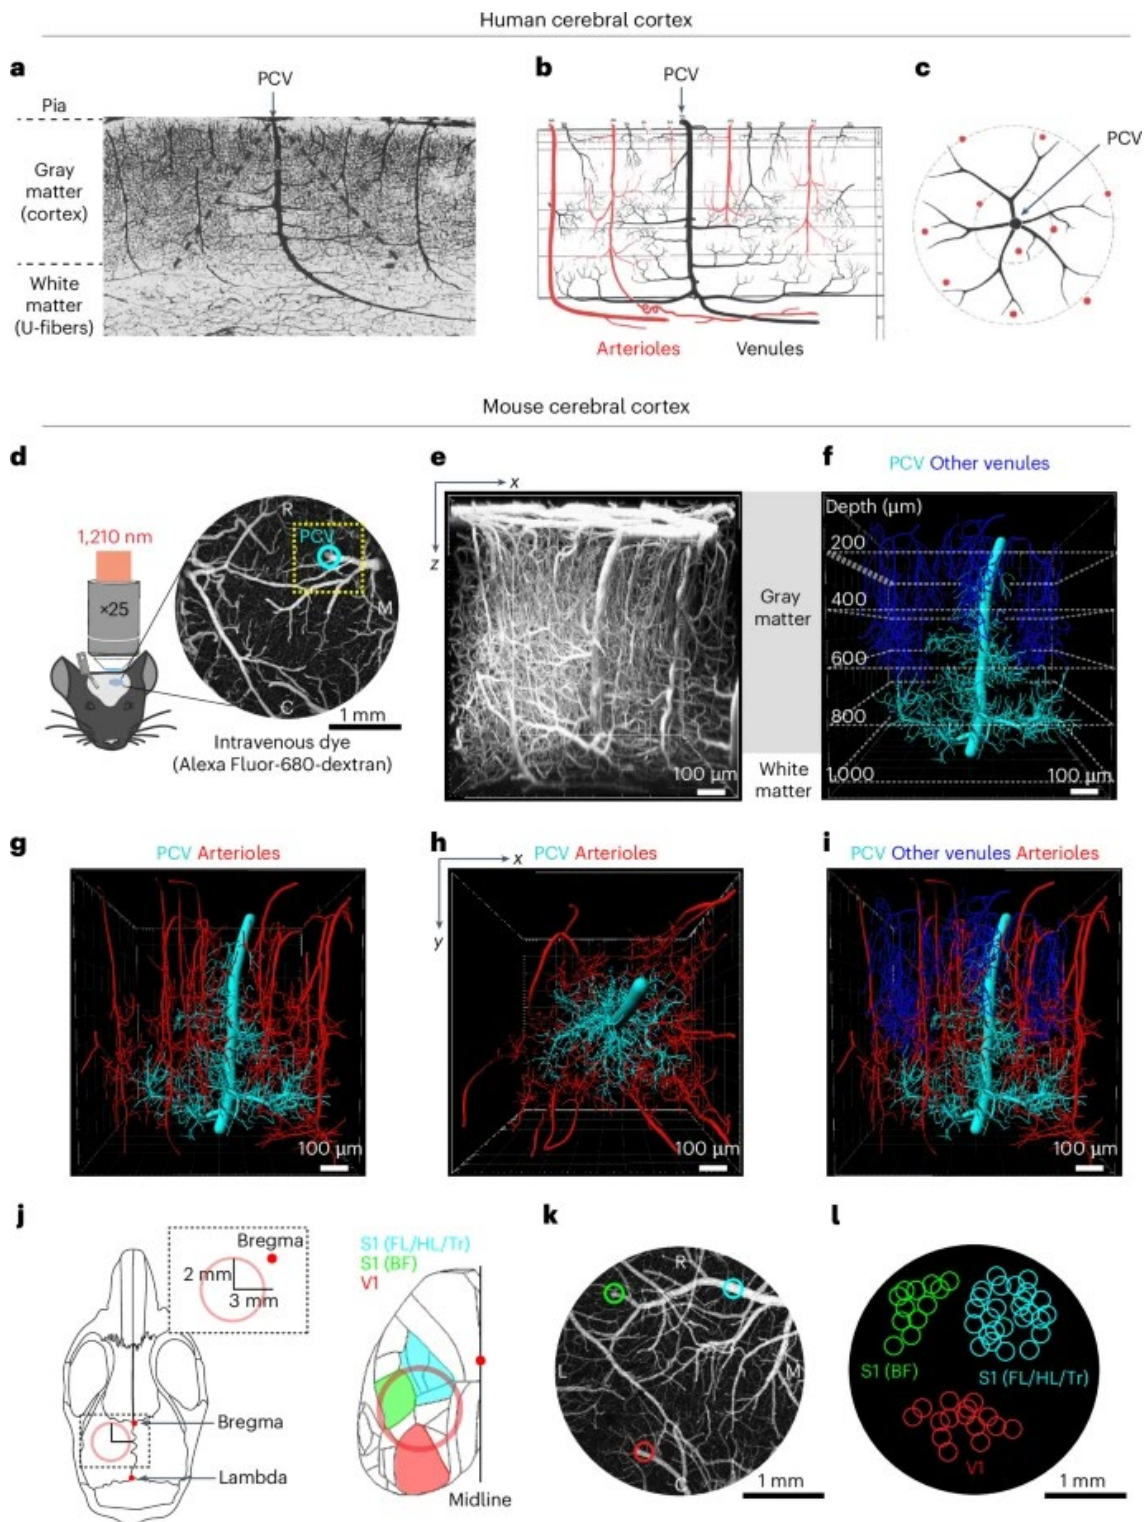 Human cerebral cortex
a
PCV
Pia
Gray
matter
(cortex)
White
matter
(U-fibers)
b
PCV
Arterioles
Venules
c
PCV
Mouse cerebral cortex
d
1,210 nm
×25
R
PCV
M
C
1 mm
Intravenous dye
(Alexa Fluor-680-dextran)
e
x
z
100 μm
Gray
matter
White
matter
f
PCV Other venules
Depth (μm)
200
400
600
800
1,000
100 μm
g
PCV Arterioles
100 μm
h
PCV Arterioles
x
y
100 μm
i
PCV Other venules Arterioles
100 μm
j
Bregma
2 mm
3 mm
Bregma
Lambda
S1 (FL/HL/Tr)
S1 (BF)
V1
Midline
k
R
L
M
C
1 mm
l
S1 (BF)
S1 (FL/HL/Tr)
V1
1 mm